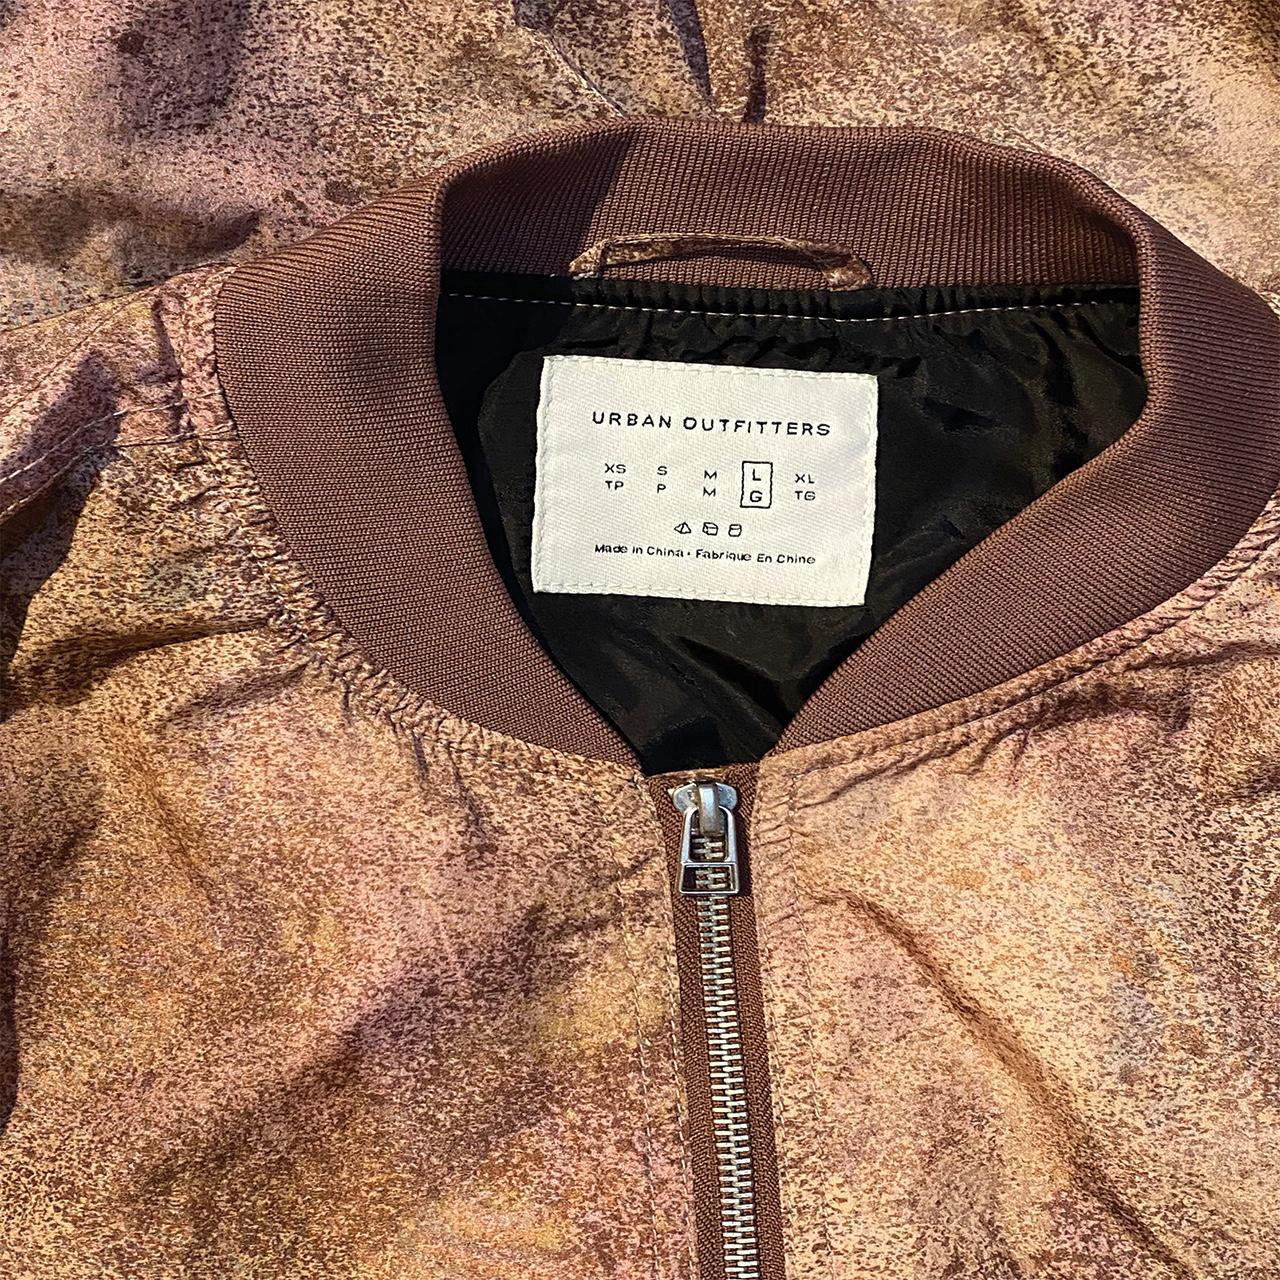 URBAN OUTFITTERS
XS S M L XL
TP P M G TG
Made in China • Fabrique En Chine